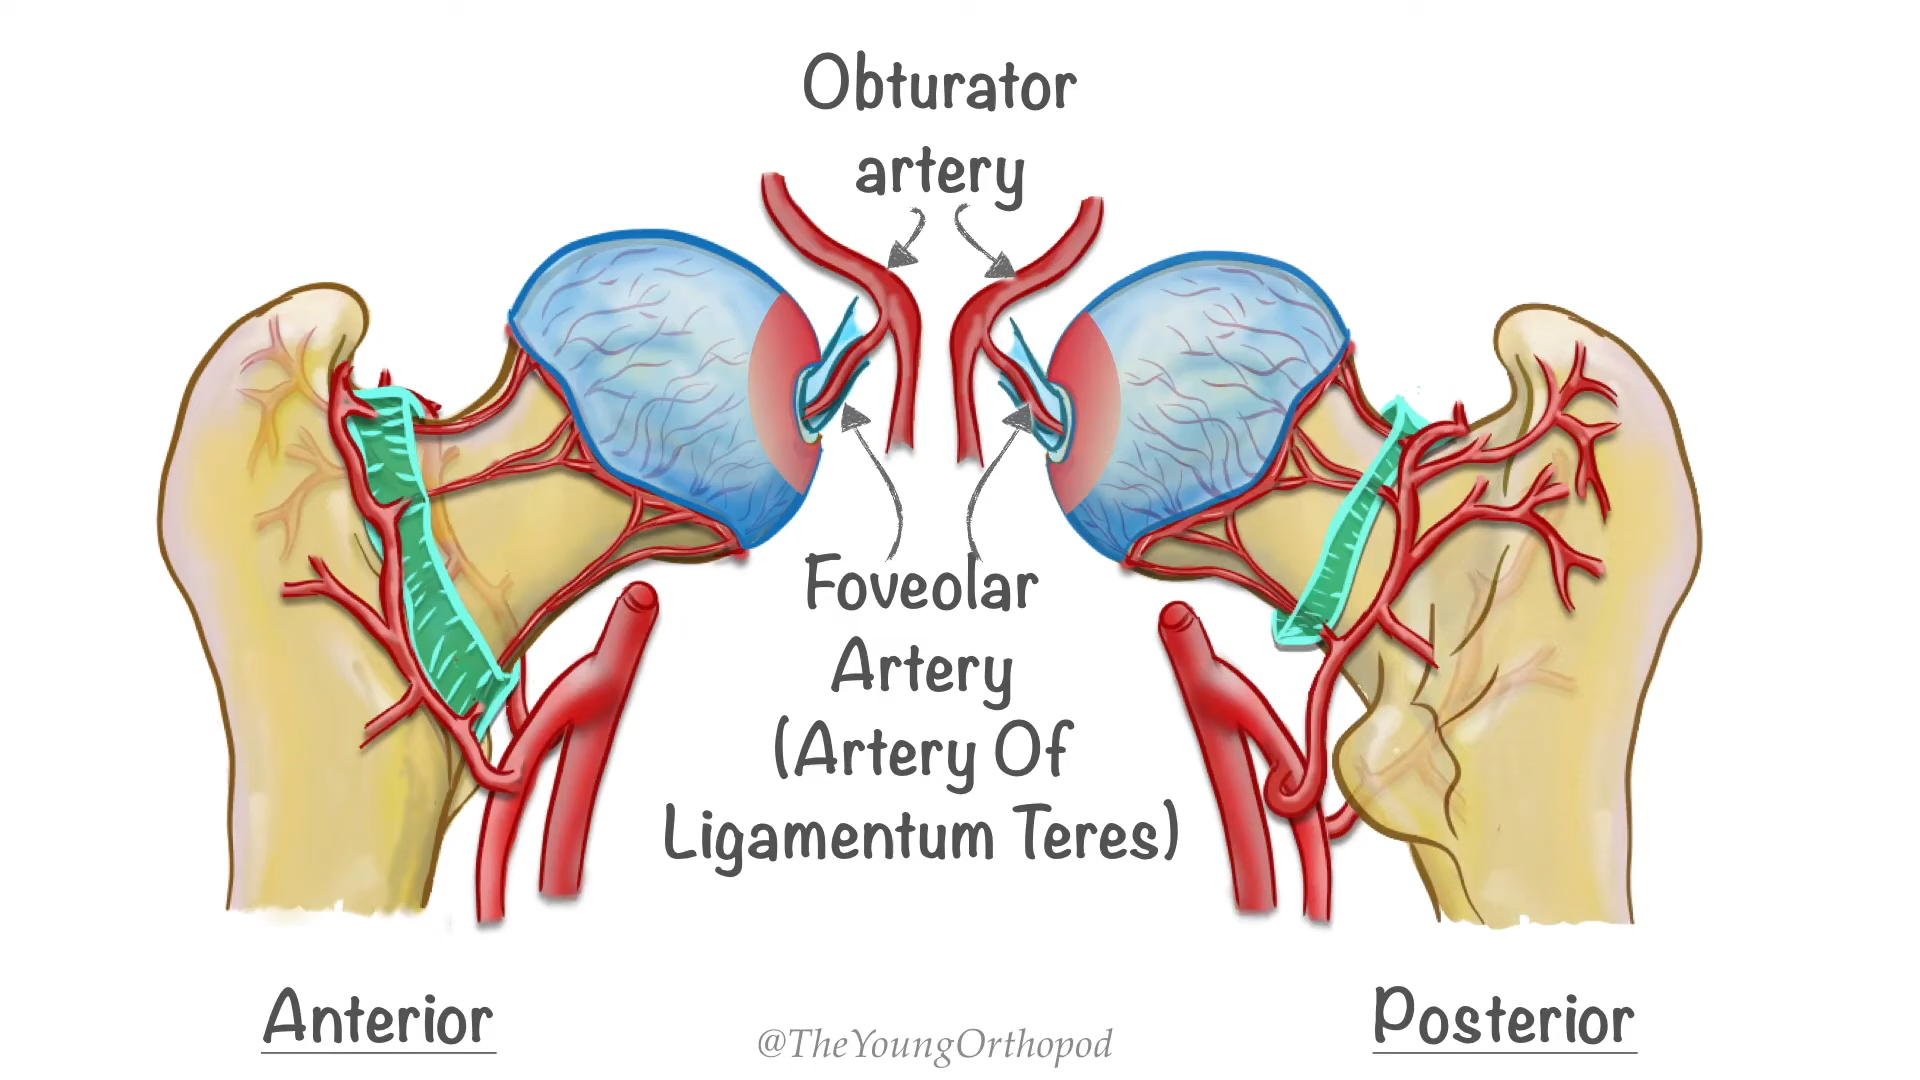 Obturator
artery
Foveolar
Artery
(Artery Of
Ligamentum Teres)
Anterior
Posterior
@TheYoungOrthopod